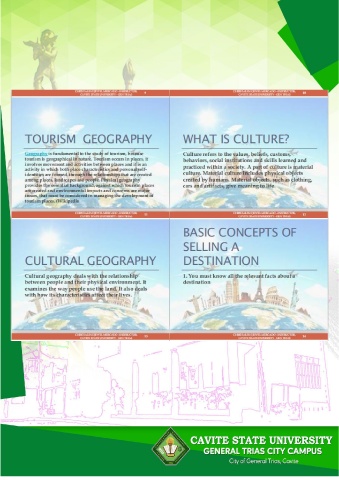 TOURISM GEOGRAPHY
Geography is fundamental to the study of tourism, because
tourism is geographical in nature. Tourism occurs in places, it
involves movement and activities between places and it is an
activity in which both place characteristics and personal self-
identities are formed, through the relationships that are created
among places, landscapes and people. Physical geography
provides the essential background, against which tourism places
are created and environmental impacts and concerns are major
issues, that must be considered in managing the development of
tourism places.
WHAT IS CULTURE?
Culture refers to the values, beliefs, customs,
behaviors, social institutions and skills learned and
practiced within a society. A part of culture is material
culture. Material culture includes physical objects
created by humans. Material objects, such as clothing,
cars and artifacts, give meaning to life.
CULTURAL GEOGRAPHY
Cultural geography deals with the relationship
between people and their physical environment. It
examines the way people use the land. It also deals
with how its characteristics affect their lives.
BASIC CONCEPTS OF
SELLING A
DESTINATION
1. You must know all the relevant facts about a
destination
CAVITE STATE UNIVERSITY
GENERAL TRIAS CITY CAMPUS
City of General Trias, Cavite